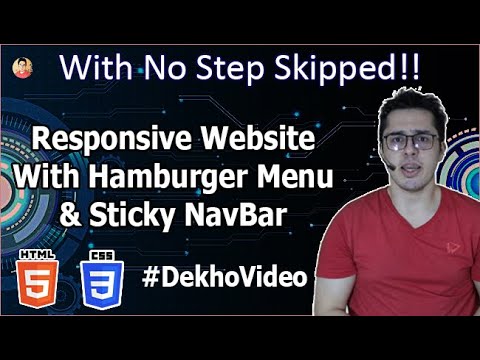 With No Step Skipped!!
Responsive Website
With Hamburger Menu
& Sticky NavBar
HTML
5
CSS
3
#DekhoVideo